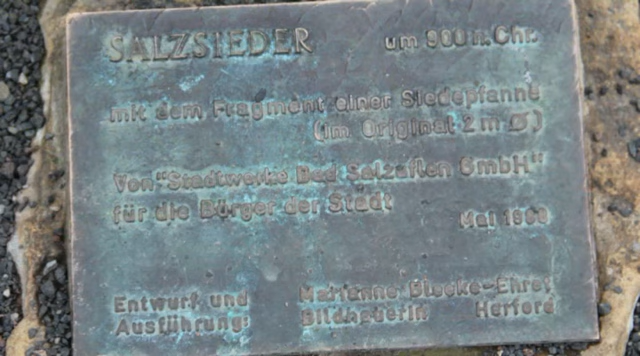 SALZSIEDER um 900 n. Chr.
mit dem Fragment einer Siedepfanne
(im Original 2 m Ø)
Von "Stadtwerke Bad Salzuflen GmbH"
für die Bürger der Stadt
Mai
Entwurf und Marianne Bleeke-Ehret
Ausführung: Bildhauerin Herford